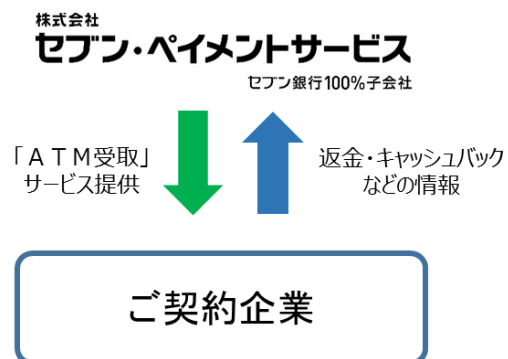 株式会社
セブン・ペイメントサービス
セブン銀行100%子会社
「ATM受取」
サービス提供
返金・キャッシュバック
などの情報
ご契約企業